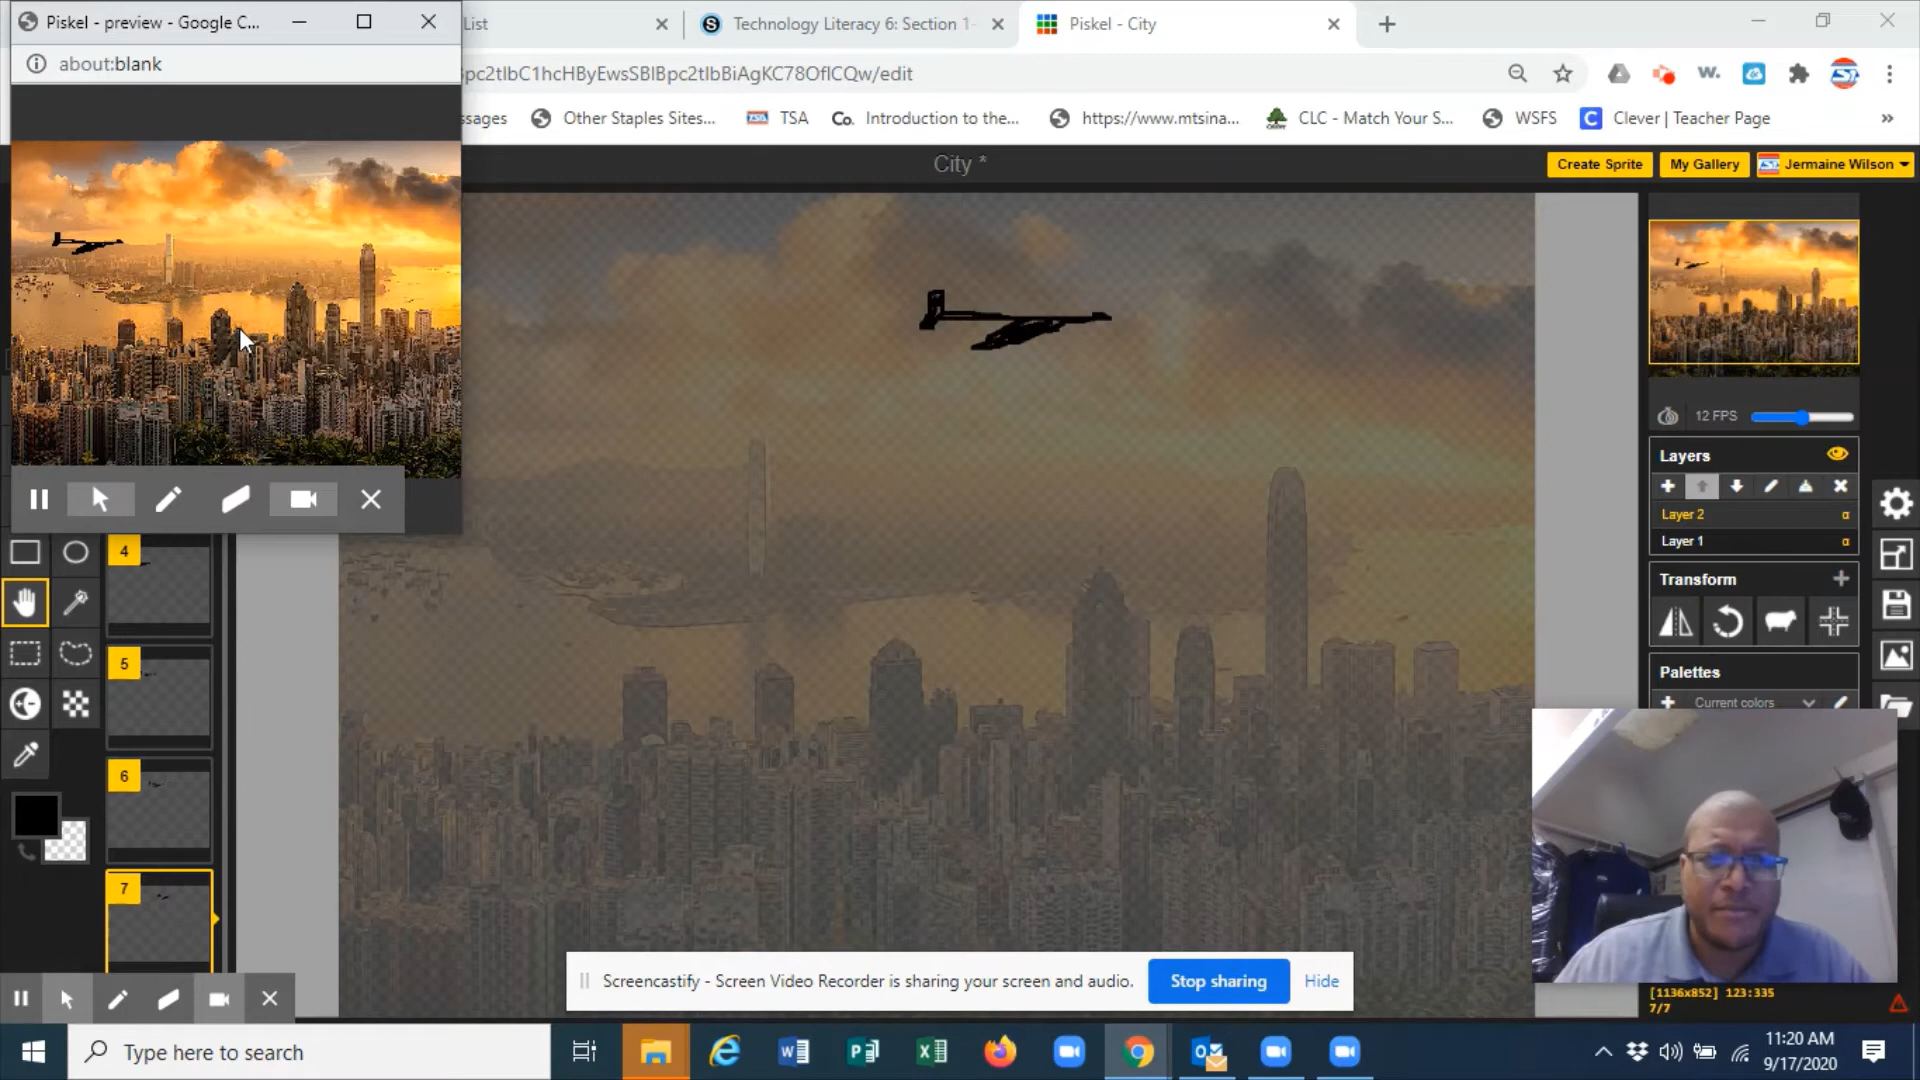 Piskel - preview - Google C...
about:blank
List
Technology Literacy 6: Section 1-
Piskel - City
pc2tlbC1hcHByEwsSBlBpc2tlbBiAgKC78OflCQw/edit
ssages
Other Staples Sites...
TSA
Co.
Introduction to the...
https://www.mtsina...
CLC - Match Your S...
WSFS
C
Clever | Teacher Page
»
City *
Create Sprite
My Gallery
Jermaine Wilson
12 FPS
Layers
Layer 2
α
Layer 1
α
Transform
Palettes
Current colors
4
5
6
7
Screencastify - Screen Video Recorder is sharing your screen and audio.
Stop sharing
Hide
[1136x852] 123:335
7/7
Type here to search
11:20 AM
9/17/2020